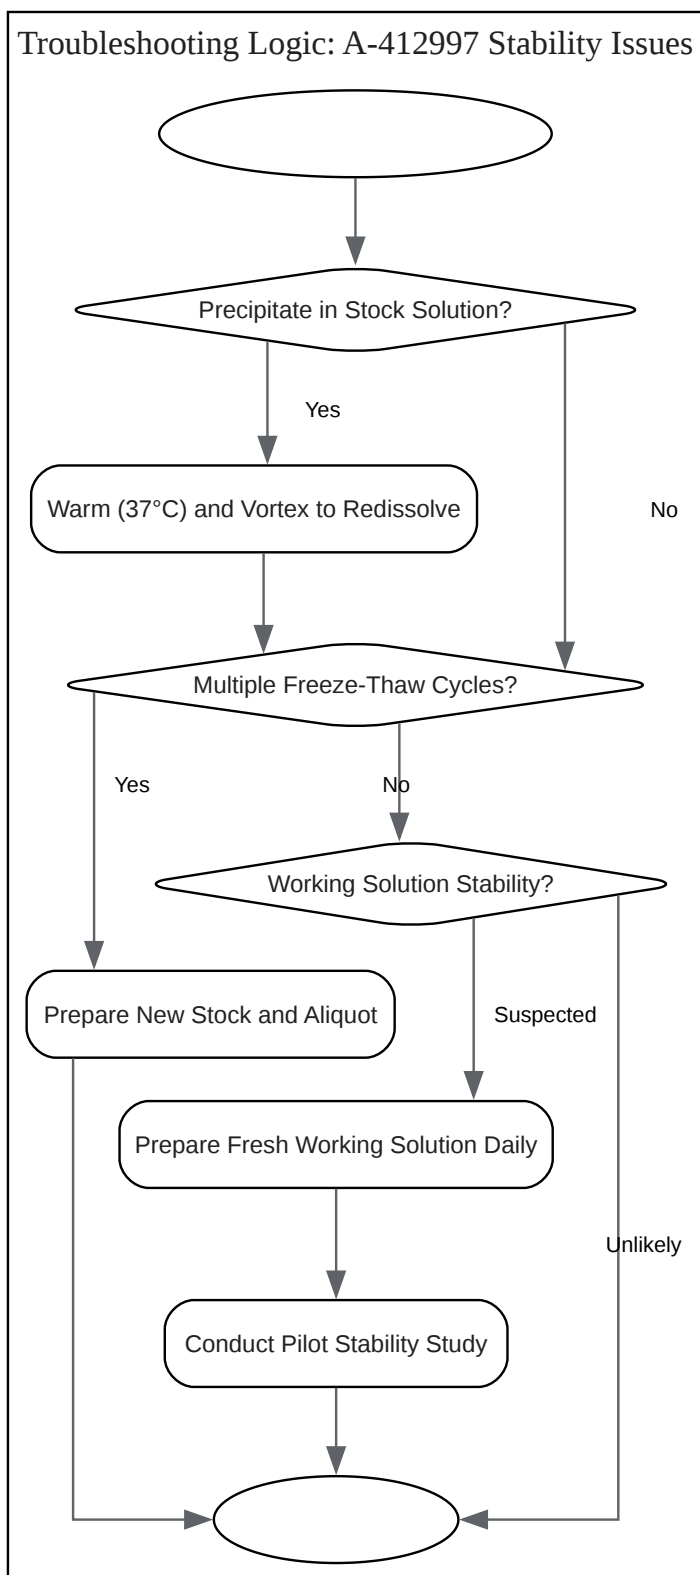 Troubleshooting Logic: A-412997 Stability Issues
Precipitate in Stock Solution?
Yes
Warm (37°C) and Vortex to Redissolve
No
Multiple Freeze-Thaw Cycles?
Yes
No
Working Solution Stability?
Prepare New Stock and Aliquot
Suspected
Prepare Fresh Working Solution Daily
Unlikely
Conduct Pilot Stability Study